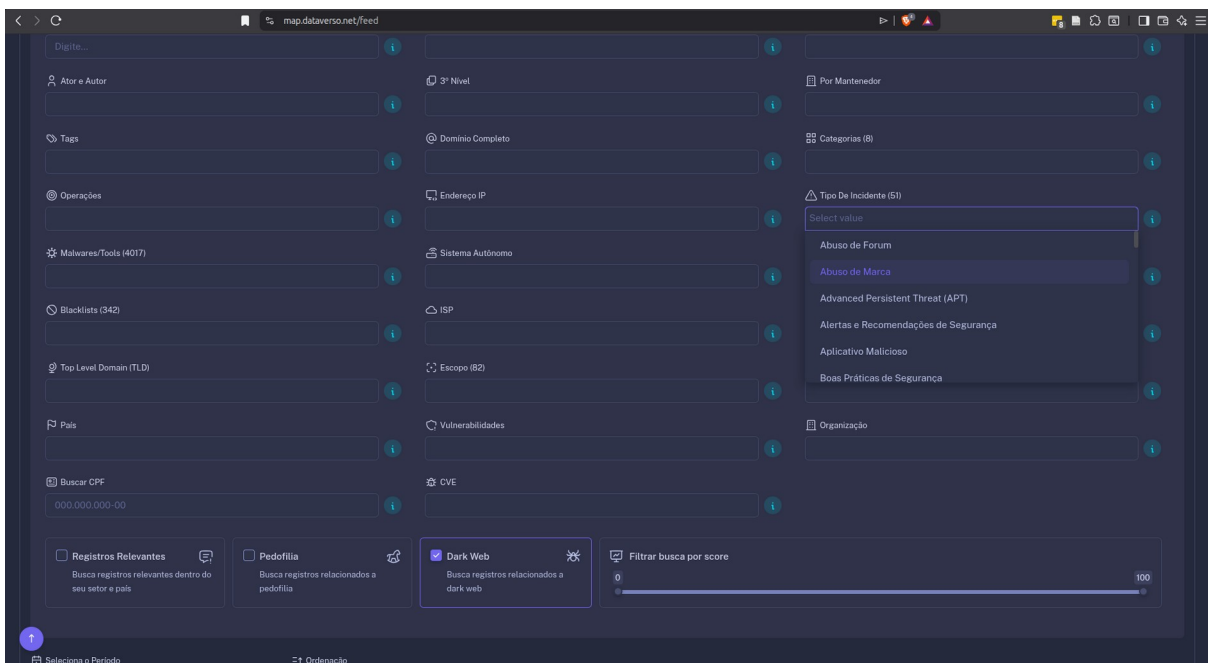 map.dataverso.net/feed
Digite...
Ator e Autor
3º Nível
Por Mantenedor
Tags
Domínio Completo
Categorias (8)
Operações
Endereço IP
Tipo De Incidente (51)
Select value
Abuso de Forum
Malwares/Tools (4017)
Sistema Autônomo
Abuso de Marca
Advanced Persistent Threat (APT)
Blacklists (342)
ISP
Alertas e Recomendações de Segurança
Aplicativo Malicioso
Top Level Domain (TLD)
Escopo (82)
Boas Práticas de Segurança
País
Vulnerabilidades
Organização
Buscar CPF
CVE
000.000.000-00
Registros Relevantes
Busca registros relevantes dentro do
seu setor e país
Pedofilia
Busca registros relacionados a
pedofilia
Dark Web
Busca registros relacionados a
dark web
Filtrar busca por score
0
100
Seleciona o Período
Ordenação